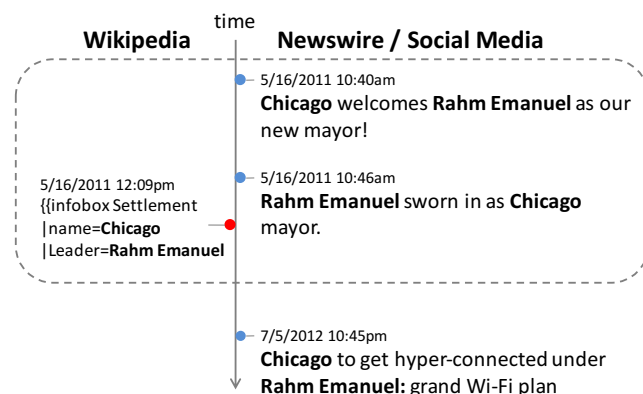 time
Wikipedia
Newswire / Social Media
5/16/2011 10:40am
Chicago welcomes Rahm Emanuel as our
new mayor!
5/16/2011 10:46am
Rahm Emanuel sworn in as Chicago
mayor.
5/16/2011 12:09pm
{{infobox Settlement
|name=Chicago
|Leader=Rahm Emanuel
7/5/2012 10:45pm
Chicago to get hyper-connected under
Rahm Emanuel: grand Wi-Fi plan